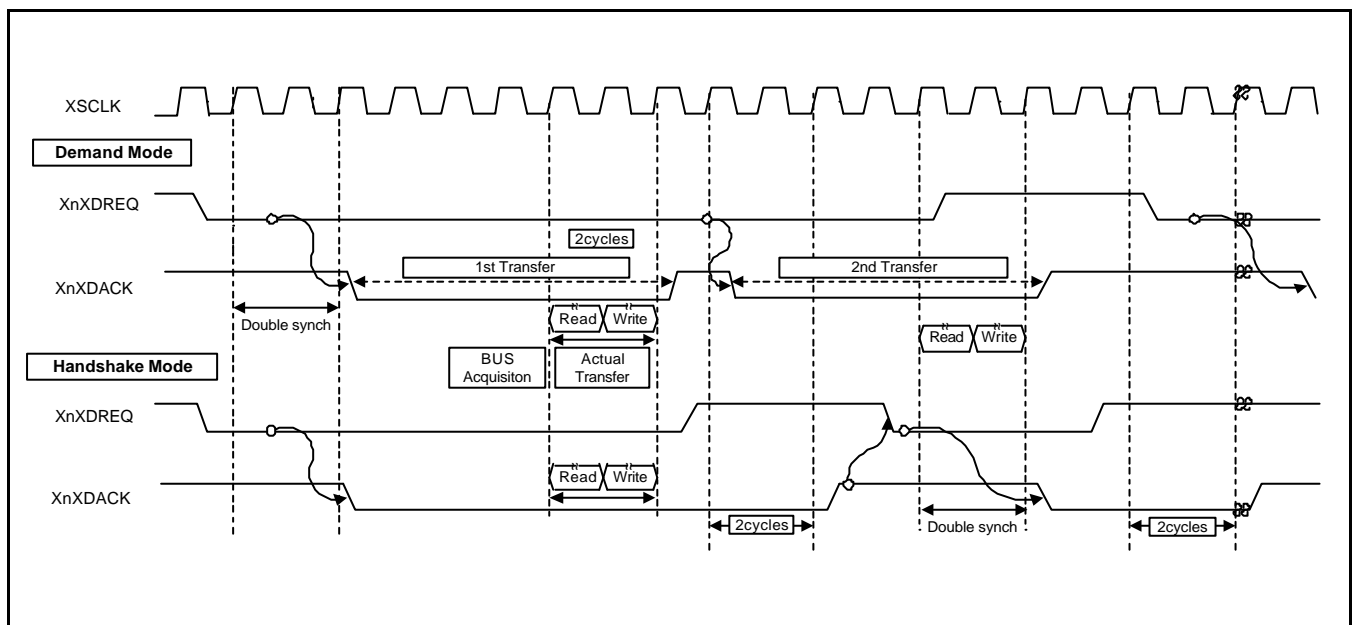 XSCLK
Demand Mode
XnXDREQ
2cycles
1st Transfer
2nd Transfer
XnXDACK
Double synch
Read Write
Read Write
BUS
Acquisiton
Actual
Transfer
Handshake Mode
XnXDREQ
Read Write
XnXDACK
2cycles
Double synch
2cycles